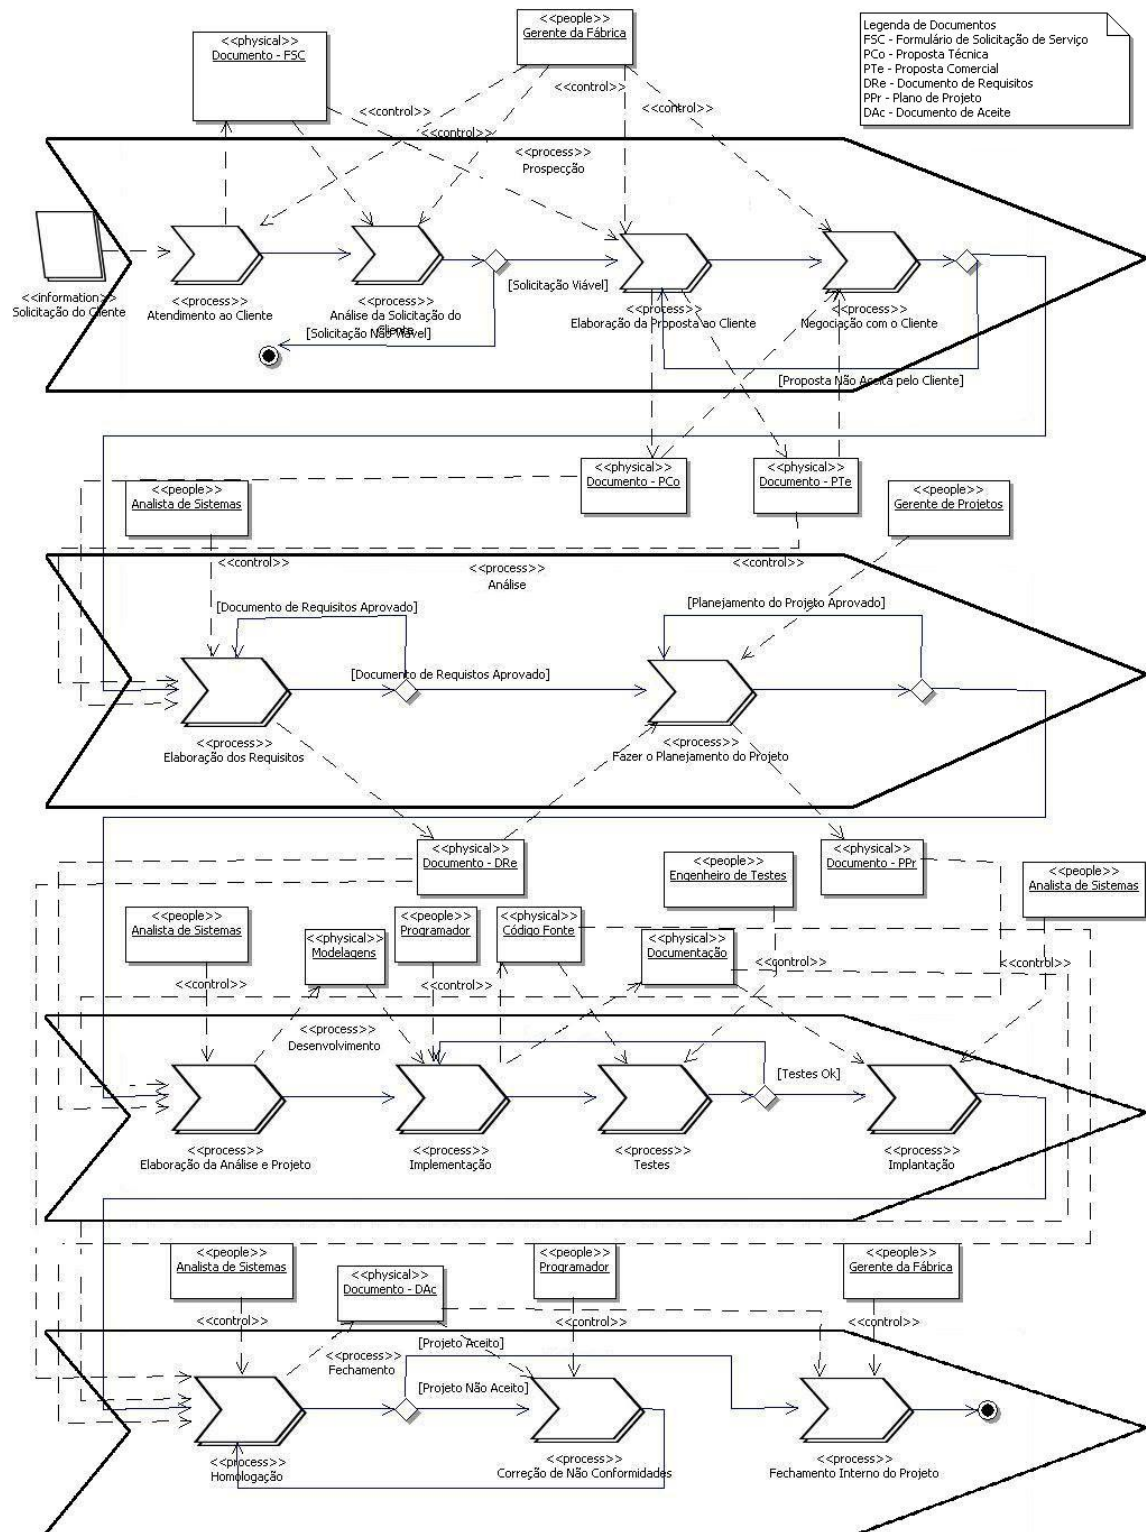 <<physical>>
Documento - FSC
<<people>>
Gerente da Fábrica
Legenda de Documentos
FSC - Formulário de Solicitação de Serviço
PCo - Proposta Técnica
PTe - Proposta Comercial
DRe - Documento de Requisitos
PPr - Plano de Projeto
DAc - Documento de Aceite
<<control>>
<<control>>
<<control>>
<<control>>
<<process>>
Prospecção
<<information>>
Solicitação do Cliente
<<process>>
Atendimento ao Cliente
<<process>>
Análise da Solicitação do
Cliente
[Solicitação Não Viável]
[Solicitação Viável]
<<process>>
Elaboração da Proposta ao Cliente
<<process>>
Negociação com o Cliente
[Proposta Não Aceita pelo Cliente]
<<physical>>
Documento - PCo
<<physical>>
Documento - PTe
<<people>>
Analista de Sistemas
<<people>>
Gerente de Projetos
<<control>>
<<process>>
Análise
<<control>>
[Documento de Requisitos Aprovado]
[Planejamento do Projeto Aprovado]
[Documento de Requistos Aprovado]
<<process>>
Elaboração dos Requisitos
<<process>>
Fazer o Planejamento do Projeto
<<physical>>
Documento - DRe
<<people>>
Engenheiro de Testes
<<physical>>
Documento - PPr
<<people>>
Analista de Sistemas
<<people>>
Analista de Sistemas
<<physical>>
Modelagens
<<people>>
Programador
<<physical>>
Código Fonte
<<physical>>
Documentação
<<control>>
<<control>>
<<control>>
<<control>>
<<process>>
Desenvolvimento
[Testes Ok]
<<process>>
Elaboração da Análise e Projeto
<<process>>
Implementação
<<process>>
Testes
<<process>>
Implantação
<<people>>
Analista de Sistemas
<<physical>>
Documento - DAc
<<people>>
Programador
<<people>>
Gerente da Fábrica
<<control>>
<<control>>
<<control>>
<<process>>
Fechamento
[Projeto Aceito]
[Projeto Não Aceito]
<<process>>
Homologação
<<process>>
Correção de Não Conformidades
<<process>>
Fechamento Interno do Projeto